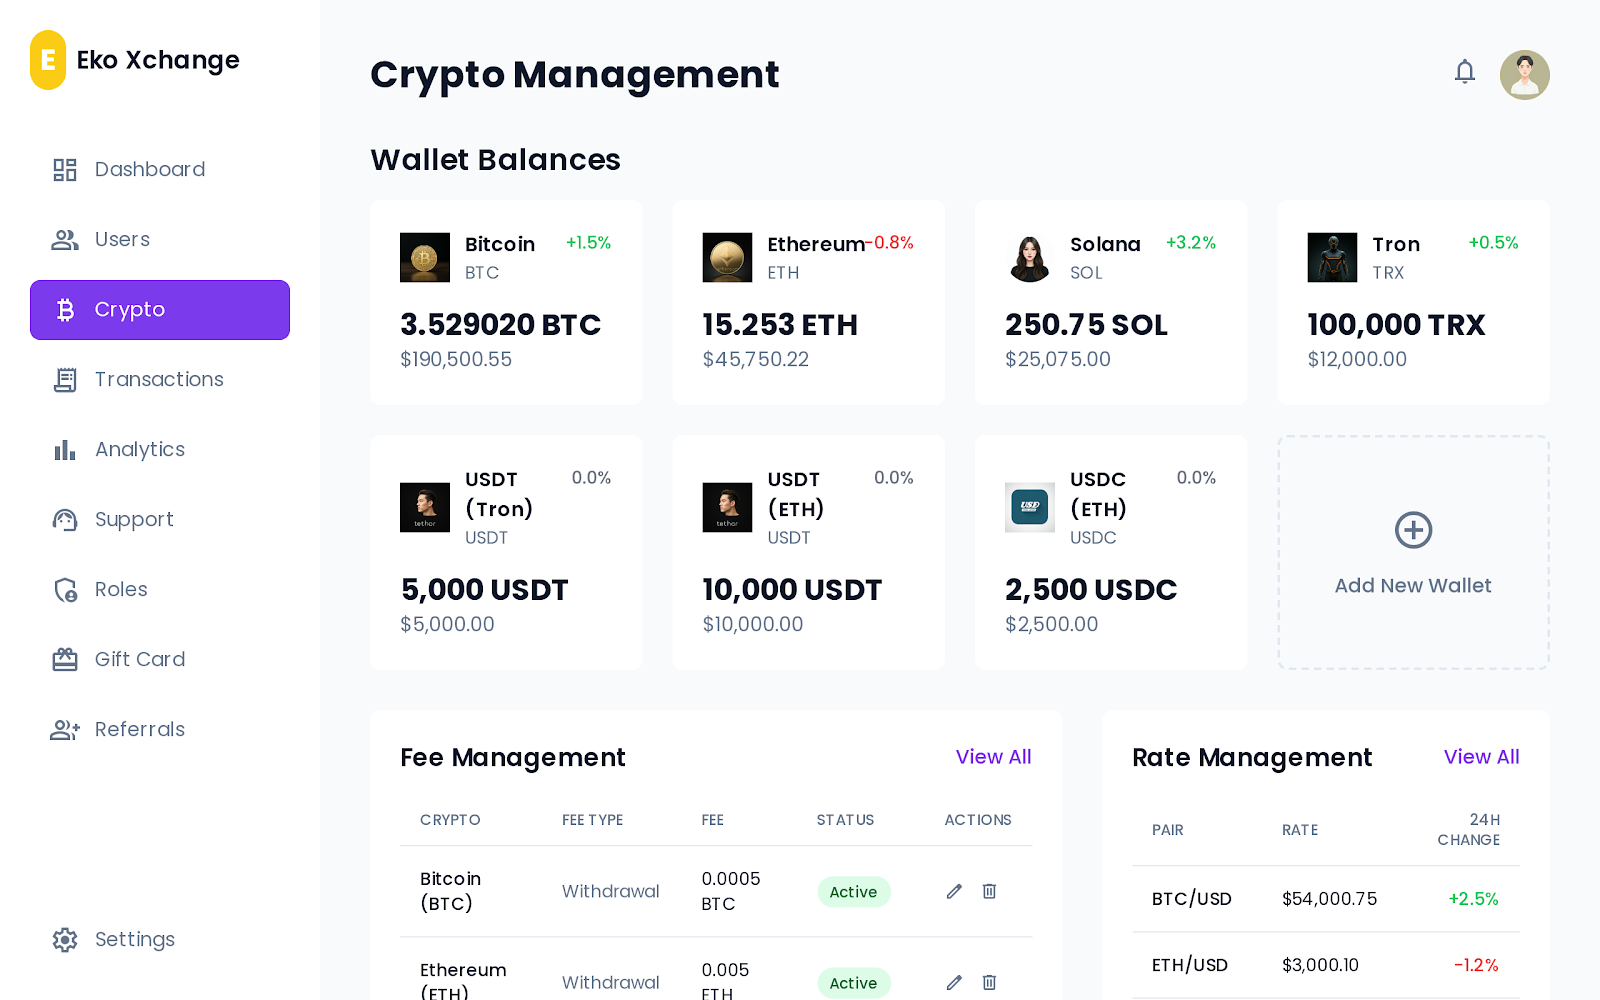 E Eko Xchange
Dashboard
Users
Crypto
Transactions
Analytics
Support
Roles
Gift Card
Referrals
Settings
Crypto Management
Wallet Balances
Bitcoin +1.5%
BTC
3.529020 BTC
$190,500.55
Ethereum -0.8%
ETH
15.253 ETH
$45,750.22
Solana +3.2%
SOL
250.75 SOL
$25,075.00
Tron +0.5%
TRX
100,000 TRX
$12,000.00
USDT 0.0%
(Tron)
USDT
tether
5,000 USDT
$5,000.00
USDT 0.0%
(ETH)
USDT
tether
10,000 USDT
$10,000.00
USDC 0.0%
(ETH)
USDC
USD
2,500 USDC
$2,500.00
Add New Wallet
Fee Management View All
CRYPTO FEE TYPE FEE STATUS ACTIONS
Bitcoin
(BTC) Withdrawal 0.0005
BTC Active
Ethereum
(ETH) Withdrawal 0.005
ETH Active
Rate Management View All
PAIR RATE 24H
CHANGE
BTC/USD $54,000.75 +2.5%
ETH/USD $3,000.10 -1.2%